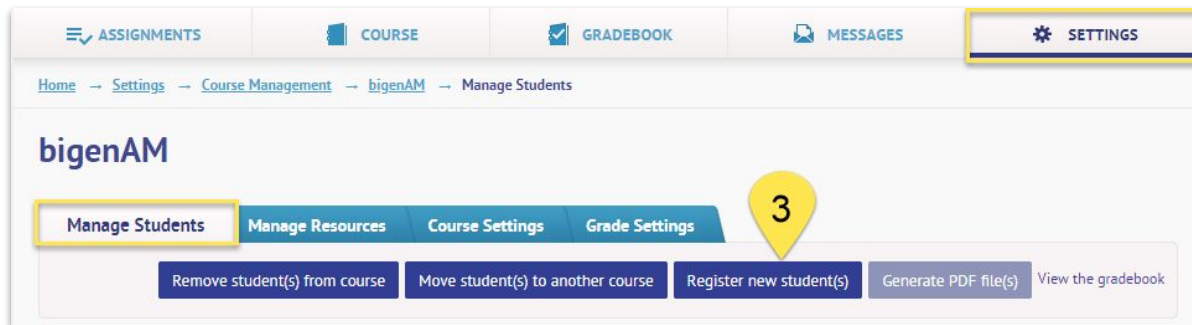 ASSIGNMENTS COURSE GRADEBOOK MESSAGES SETTINGS
Home → Settings → Course Management → bigenAM → Manage Students
bigenAM
Manage Students Manage Resources Course Settings Grade Settings
3
Remove student(s) from course Move student(s) to another course Register new student(s) Generate PDF file(s) View the gradebook